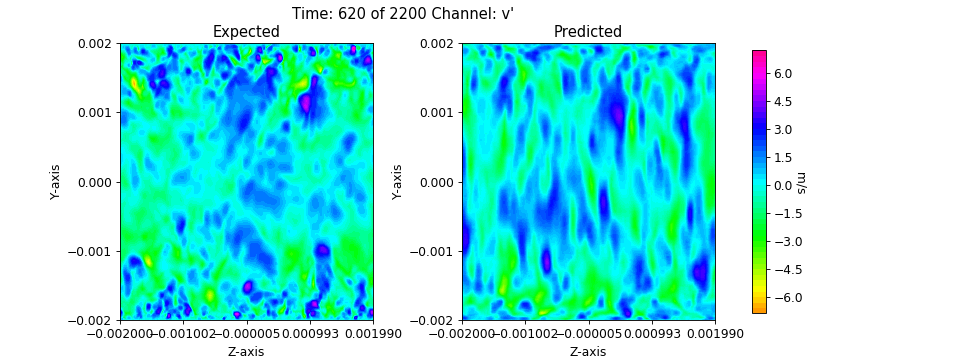 Time: 620 of 2200 Channel: v'
Expected
Predicted
0.002
0.001
0.000
−0.001
−0.002
Y-axis
−0.002000 −0.001002 −0.000005 0.000993 0.001990
Z-axis
0.002
0.001
0.000
−0.001
−0.002
Y-axis
−0.002000 −0.001002 −0.000005 0.000993 0.001990
Z-axis
6.0
4.5
3.0
1.5
0.0
−1.5
−3.0
−4.5
−6.0
m/s